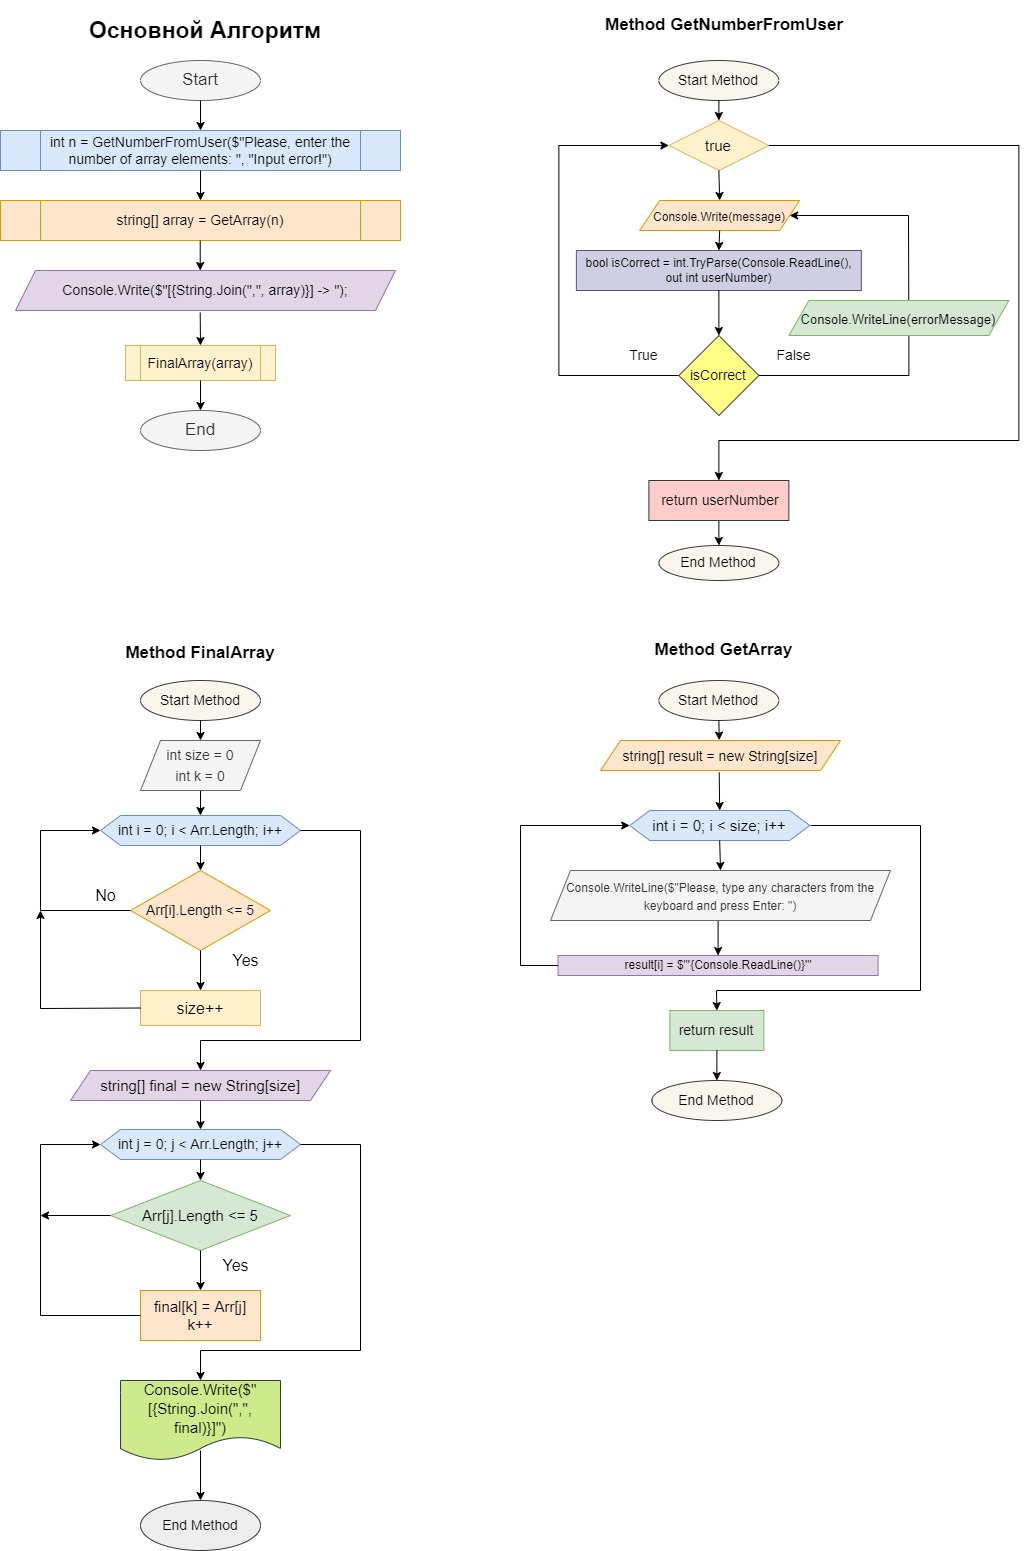 Основной Алгоритм
Start
int n = GetNumberFromUser($"Please, enter the
number of array elements: ", "Input error!")
string[] array = GetArray(n)
Console.Write($"[{String.Join(",", array)}] -> ");
FinalArray(array)
End
Method GetNumberFromUser
Start Method
true
Console.Write(message)
bool isCorrect = int.TryParse(Console.ReadLine(),
out int userNumber)
Console.WriteLine(errorMessage)
True
False
isCorrect
return userNumber
End Method
Method FinalArray
Start Method
int size = 0
int k = 0
int i = 0; i < Arr.Length; i++
No
Arr[i].Length <= 5
Yes
size++
string[] final = new String[size]
int j = 0; j < Arr.Length; j++
Arr[j].Length <= 5
Yes
final[k] = Arr[j]
k++
Console.Write($"
[{String.Join(",",
final)}]")
End Method
Method GetArray
Start Method
string[] result = new String[size]
int i = 0; i < size; i++
Console.WriteLine($"Please, type any characters from the
keyboard and press Enter: ")
result[i] = $"'{Console.ReadLine()}'"
return result
End Method